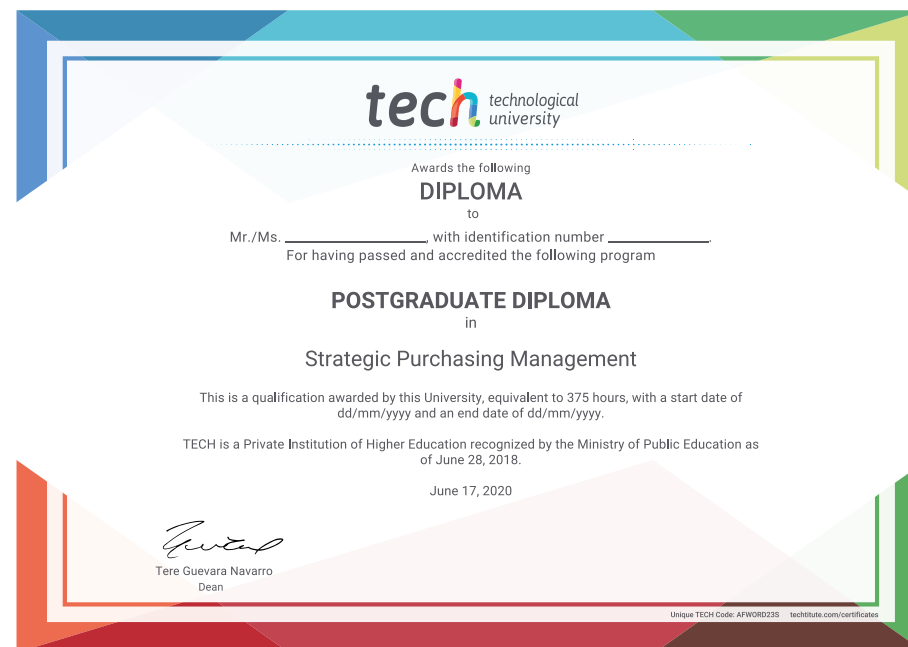 tech technological
university
Awards the following
DIPLOMA
to
Mr./Ms. ____________________, with identification number ______________.
For having passed and accredited the following program
POSTGRADUATE DIPLOMA
in
Strategic Purchasing Management
This is a qualification awarded by this University, equivalent to 375 hours, with a start date of
dd/mm/yyyy and an end date of dd/mm/yyyy.
TECH is a Private Institution of Higher Education recognized by the Ministry of Public Education as
of June 28, 2018.
June 17, 2020
Tere Guevara Navarro
Dean
Unique TECH Code: AFWORD23S techtitute.com/certificates